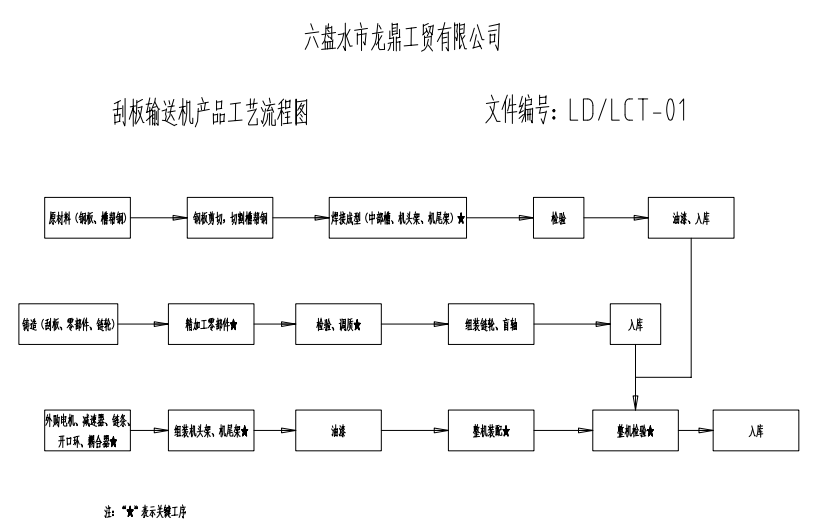 六盘水市龙鼎工贸有限公司
刮板输送机产品工艺流程图
文件编号：LD/LCT-01
原材料（钢板、槽帮钢）
钢板剪切，切割槽帮钢
焊接成型（中部槽、机头架、机尾架）★
检验
油漆、入库
铸造（刮板、零部件、链轮）
精加工零部件★
检验、调质★
组装链轮、盲轴
入库
外购电机、减速器、链条、
开口环、耦合器★
组装机头架、机尾架★
油漆
整机装配★
整机检验★
入库
注：“★”表示关键工序